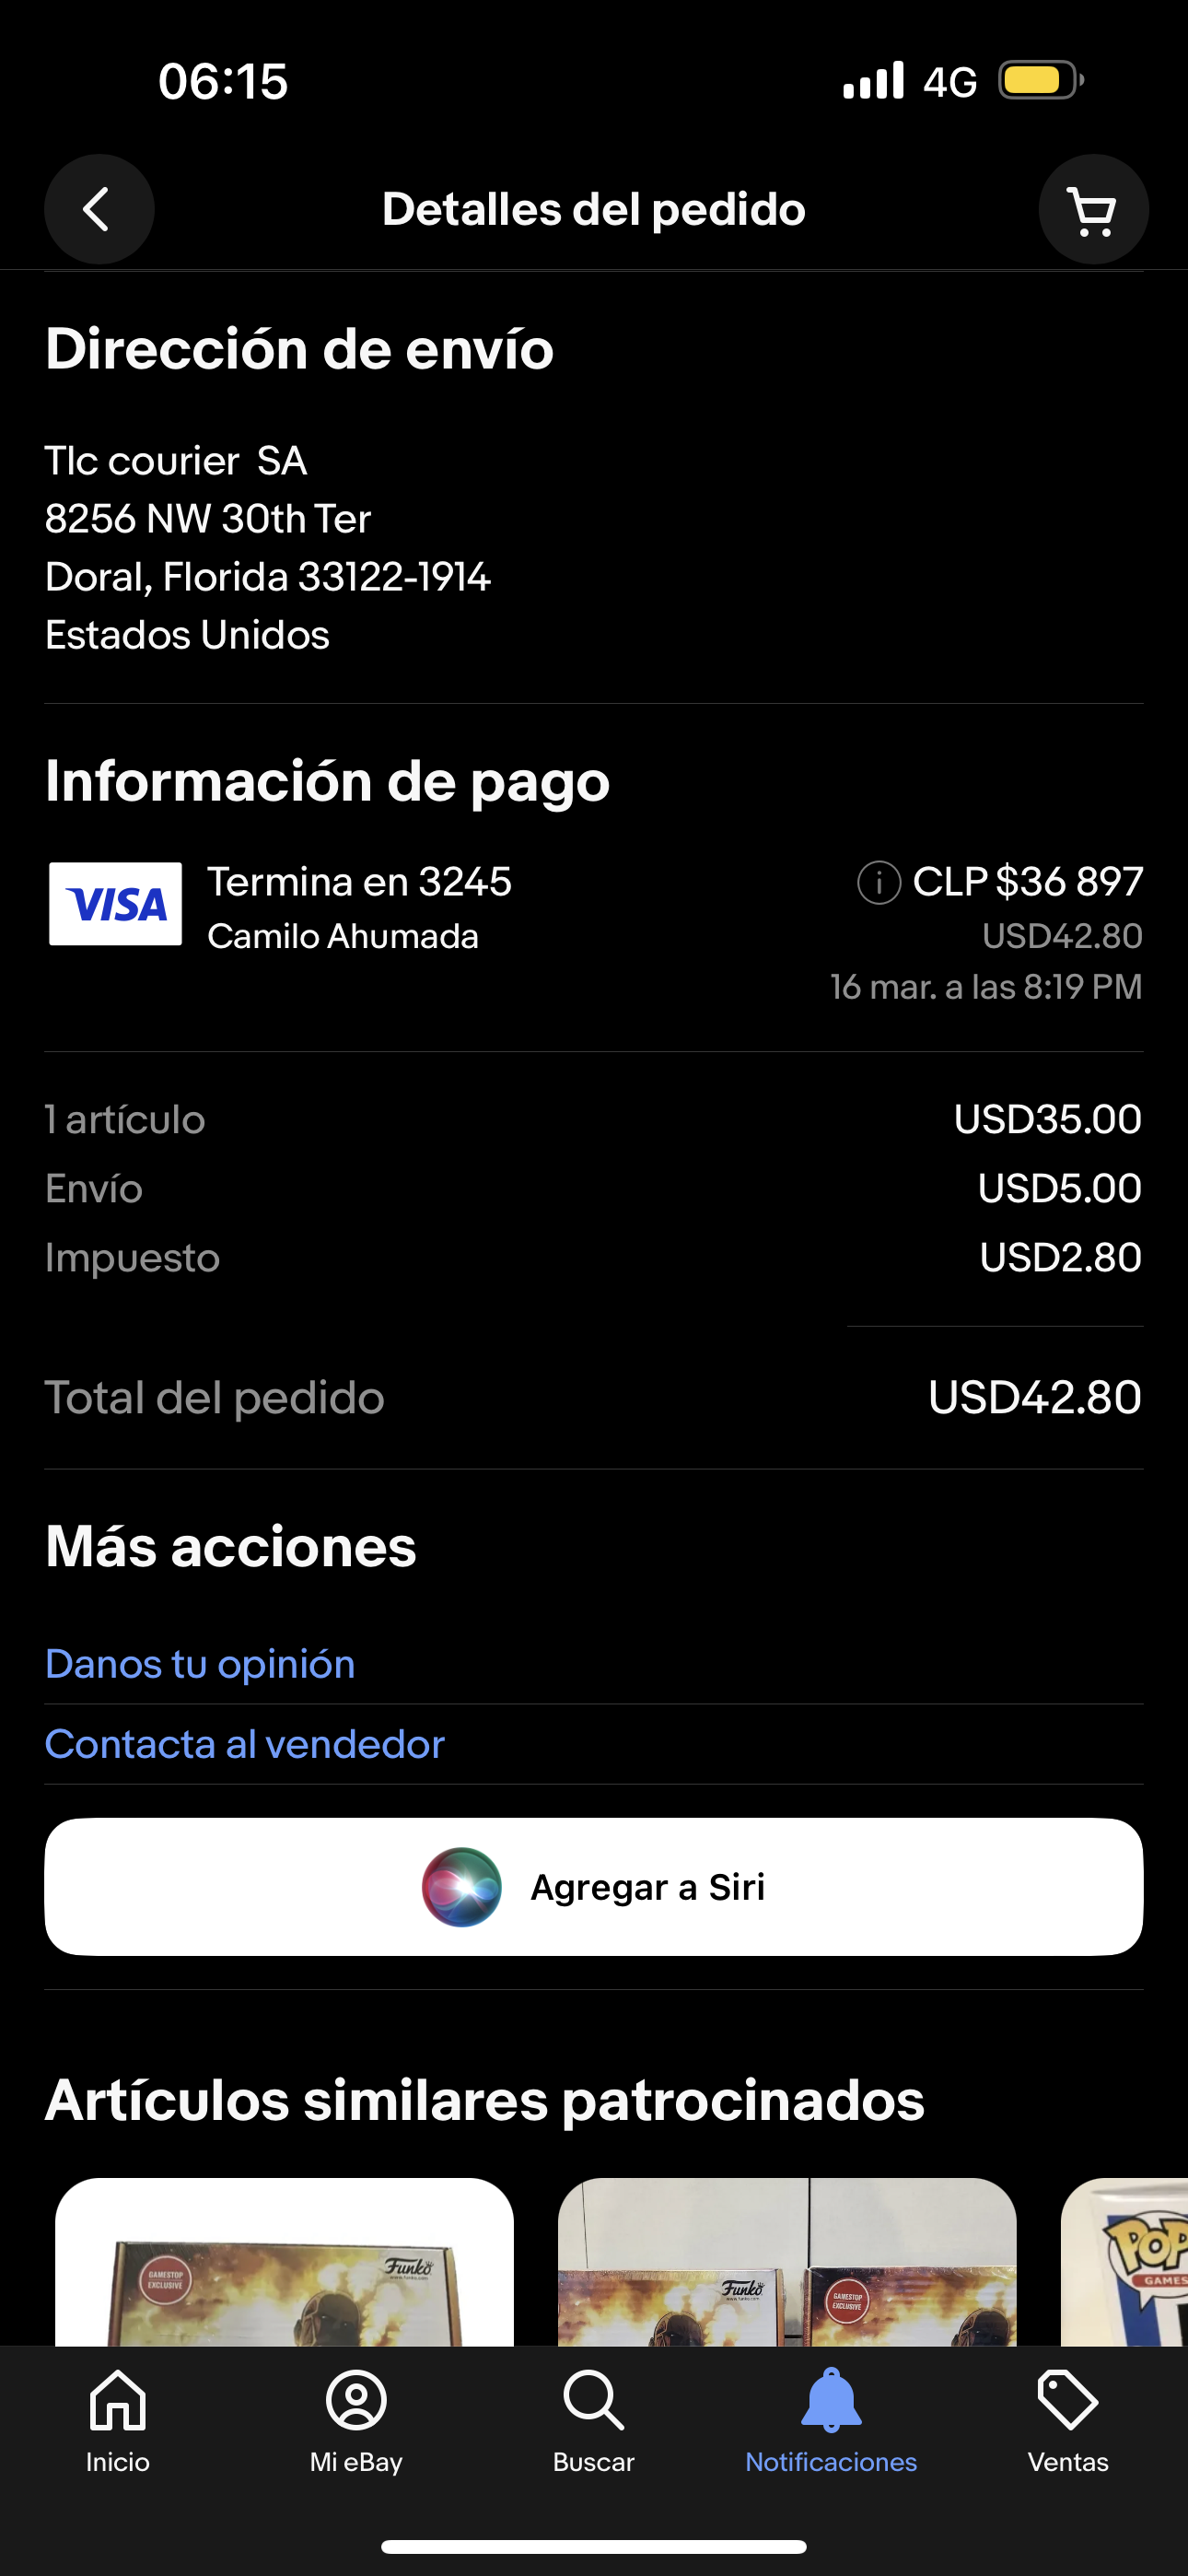 06:15
4G
Detalles del pedido
Dirección de envío
Tlc courier  SA
8256 NW 30th Ter
Doral, Florida 33122-1914
Estados Unidos
Información de pago
VISA
Termina en 3245
CLP $36 897
Camilo Ahumada
USD42.80
16 mar. a las 8:19 PM
1 artículo
USD35.00
Envío
USD5.00
Impuesto
USD2.80
Total del pedido
USD42.80
Más acciones
Danos tu opinión
Contacta al vendedor
Agregar a Siri
Artículos similares patrocinados
GAMESTOP
EXCLUSIVE
Funko
www.funko.com
Funko
GAMESTOP
EXCLUSIVE
POP
GAMES
Inicio
Mi eBay
Buscar
Notificaciones
Ventas